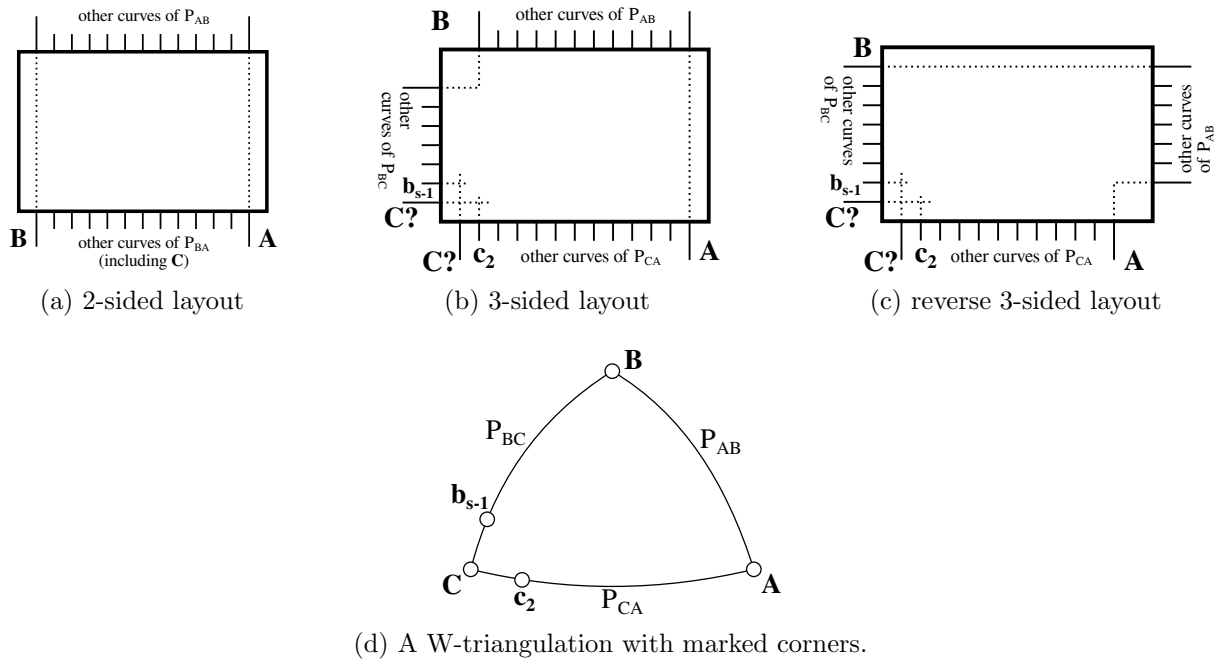 other curves of P_AB
B
A
other curves of P_BA
(including C)
(a) 2-sided layout
B
other curves of P_AB
other
curves of P_BC
b_s-1
C?
C?
c_2
other curves of P_CA
A
(b) 3-sided layout
B
other curves
of P_BC
other curves
of P_AB
b_s-1
C?
C?
c_2
other curves of P_CA
A
(c) reverse 3-sided layout
B
P_BC
P_AB
b_s-1
C
c_2
P_CA
A
(d) A W-triangulation with marked corners.